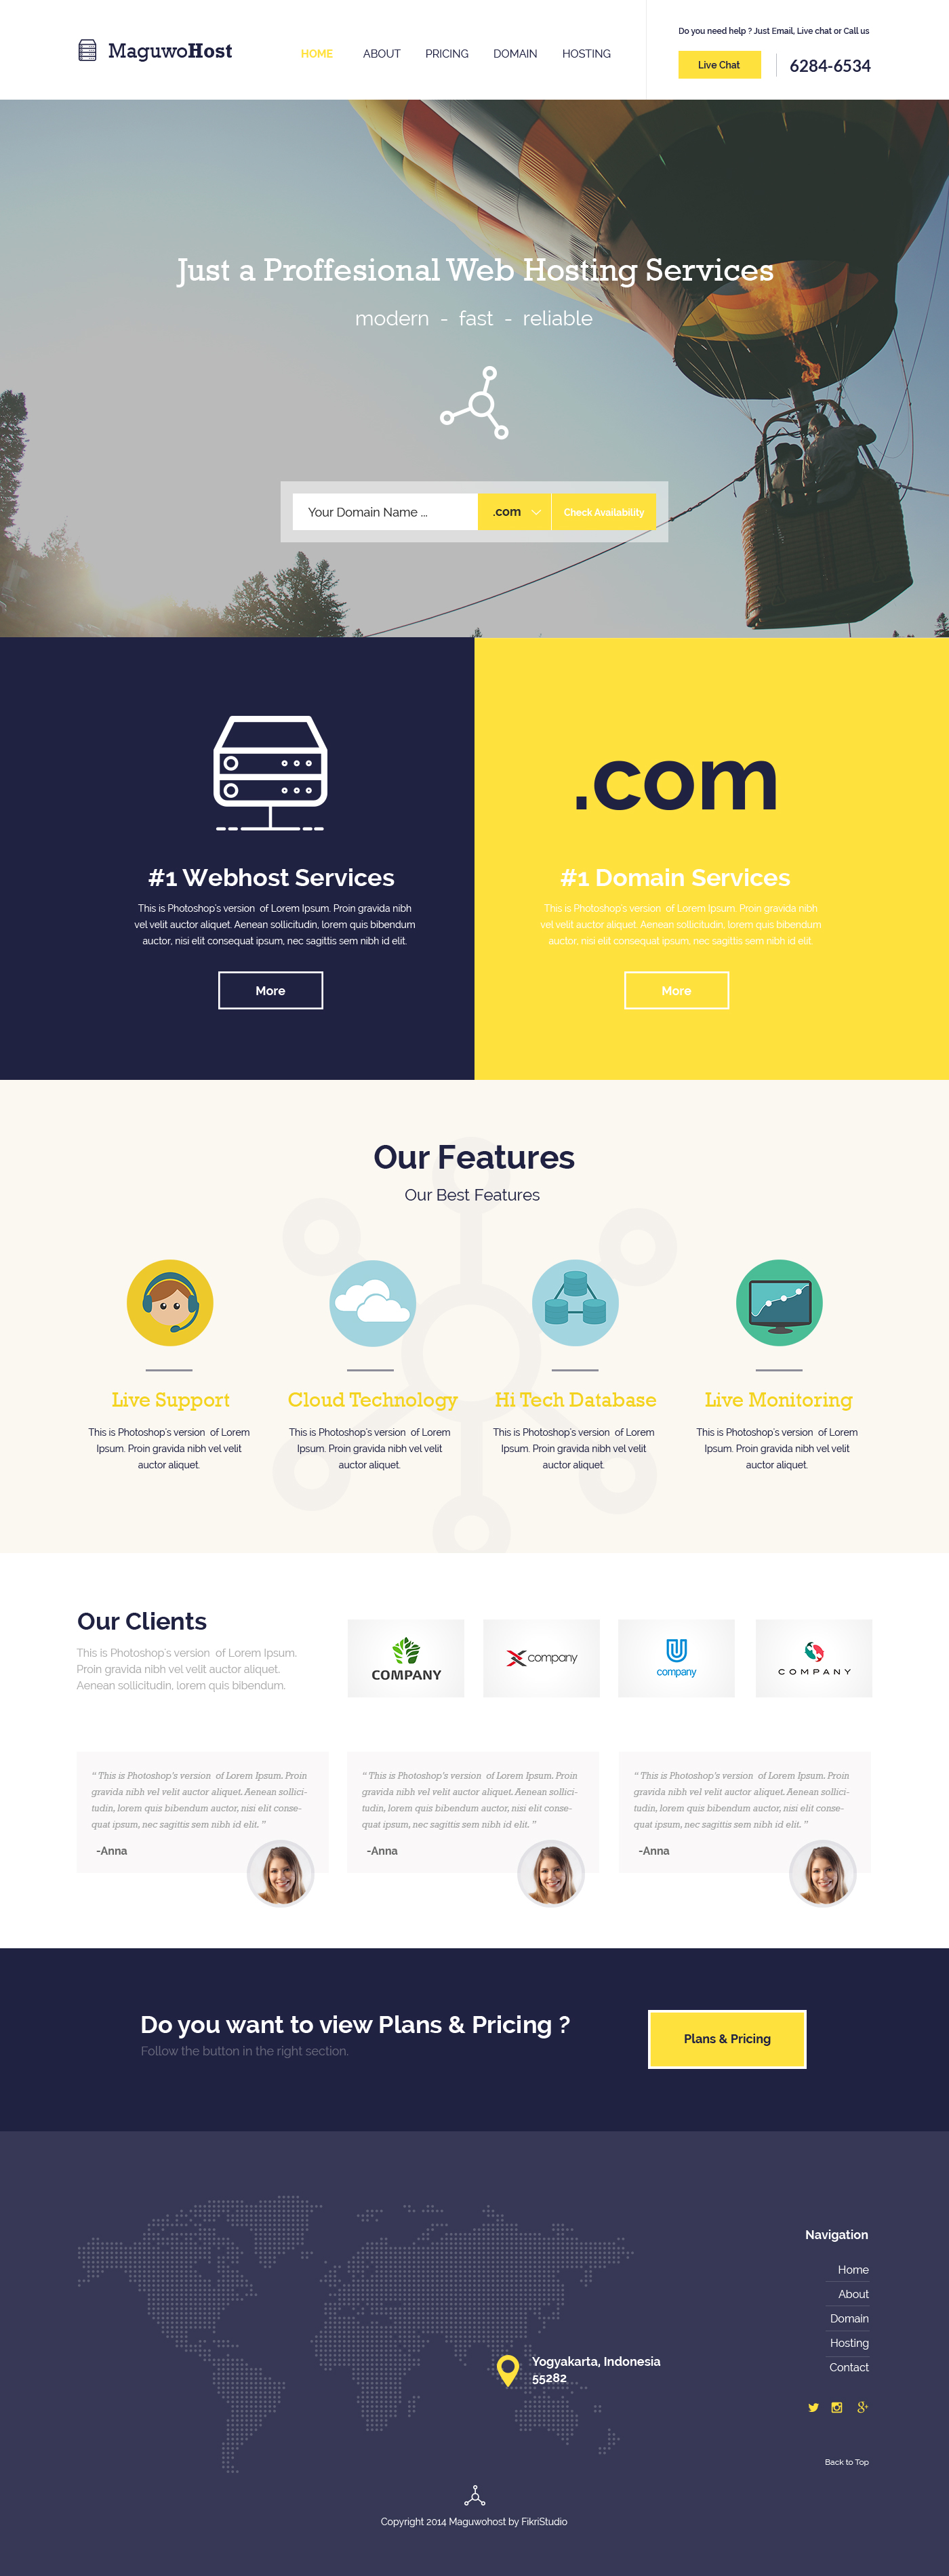 MaguwoHost
HOME ABOUT PRICING DOMAIN HOSTING
Do you need help ? Just Email, Live chat or Call us
Live Chat
6284-6534
Just a Proffesional Web Hosting Services
modern - fast - reliable
Your Domain Name ...
.com
Check Availability
#1 Webhost Services
This is Photoshop's version of Lorem Ipsum. Proin gravida nibh
vel velit auctor aliquet. Aenean sollicitudin, lorem quis bibendum
auctor, nisi elit consequat ipsum, nec sagittis sem nibh id elit.
More
.com
#1 Domain Services
This is Photoshop's version of Lorem Ipsum. Proin gravida nibh
vel velit auctor aliquet. Aenean sollicitudin, lorem quis bibendum
auctor, nisi elit consequat ipsum, nec sagittis sem nibh id elit.
More
Our Features
Our Best Features
Live Support
This is Photoshop's version of Lorem
Ipsum. Proin gravida nibh vel velit
auctor aliquet.
Cloud Technology
This is Photoshop's version of Lorem
Ipsum. Proin gravida nibh vel velit
auctor aliquet.
Hi Tech Database
This is Photoshop's version of Lorem
Ipsum. Proin gravida nibh vel velit
auctor aliquet.
Live Monitoring
This is Photoshop's version of Lorem
Ipsum. Proin gravida nibh vel velit
auctor aliquet.
Our Clients
This is Photoshop's version of Lorem Ipsum.
Proin gravida nibh vel velit auctor aliquet.
Aenean sollicitudin, lorem quis bibendum.
COMPANY
company
company
COMPANY
“ This is Photoshop's version of Lorem Ipsum. Proin
gravida nibh vel velit auctor aliquet. Aenean sollici-
tudin, lorem quis bibendum auctor, nisi elit conse-
quat ipsum, nec sagittis sem nibh id elit. ”
-Anna
“ This is Photoshop's version of Lorem Ipsum. Proin
gravida nibh vel velit auctor aliquet. Aenean sollici-
tudin, lorem quis bibendum auctor, nisi elit conse-
quat ipsum, nec sagittis sem nibh id elit. ”
-Anna
“ This is Photoshop's version of Lorem Ipsum. Proin
gravida nibh vel velit auctor aliquet. Aenean sollici-
tudin, lorem quis bibendum auctor, nisi elit conse-
quat ipsum, nec sagittis sem nibh id elit. ”
-Anna
Do you want to view Plans & Pricing ?
Follow the button in the right section.
Plans & Pricing
Yogyakarta, Indonesia
55282
Navigation
Home
About
Domain
Hosting
Contact
Back to Top
Copyright 2014 Maguwohost by FikriStudio